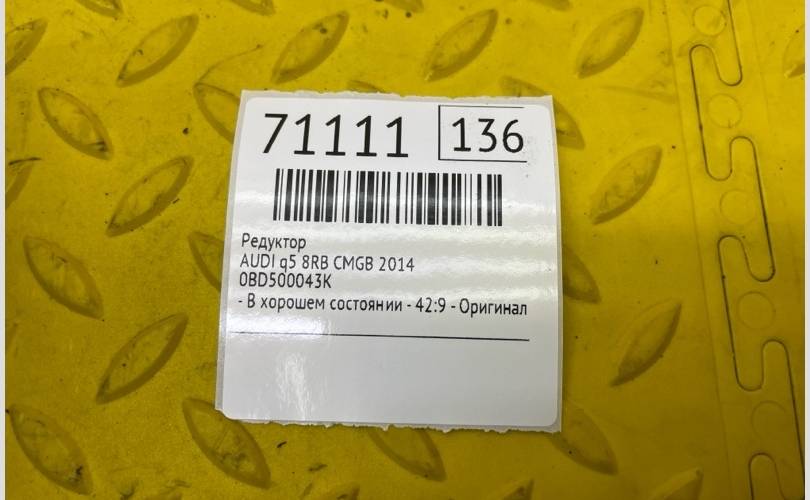 71111 136
Редуктор
AUDI q5 8RB CMGB 2014
0BD500043K
- В хорошем состоянии - 42:9 - Оригинал